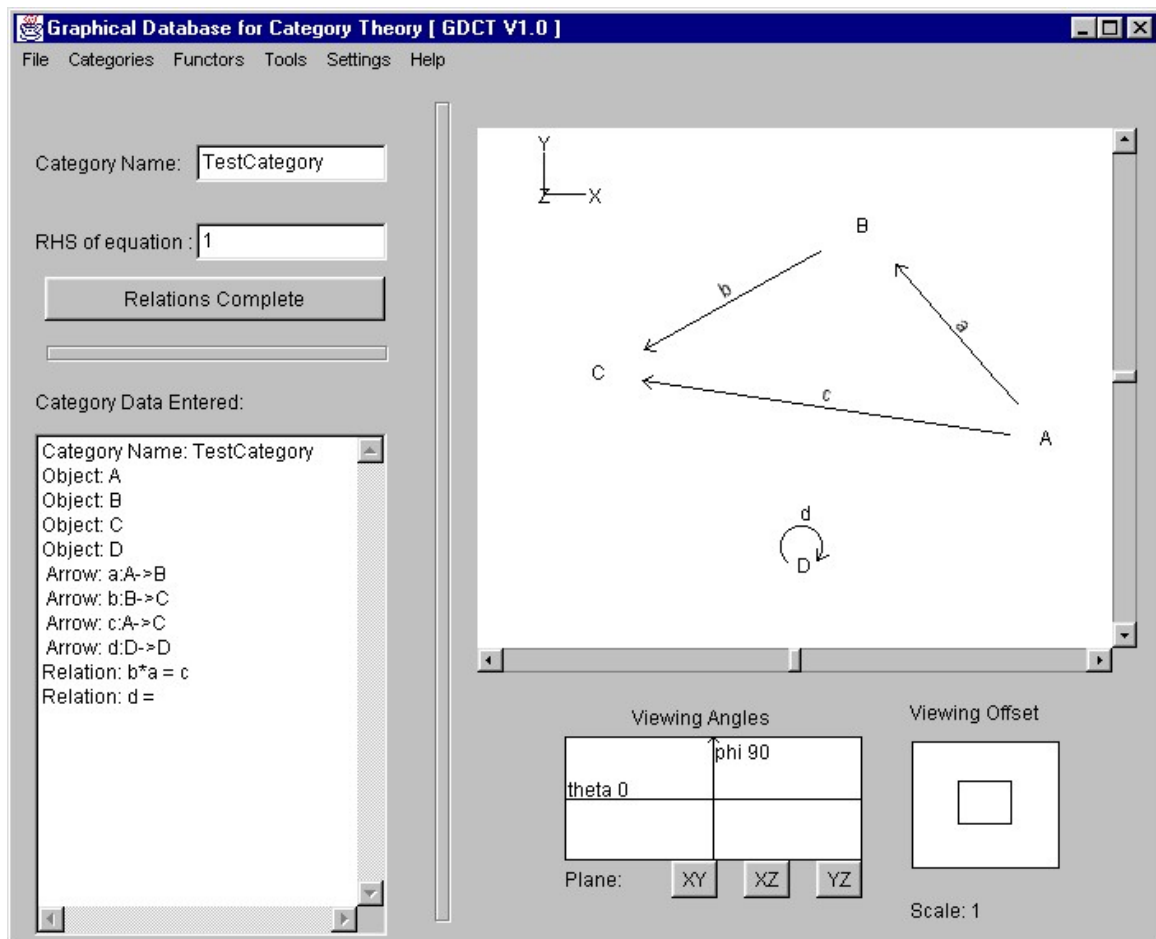 Graphical Database for Category Theory [ GDCT V1.0 ]
File Categories Functors Tools Settings Help
Category Name: TestCategory
RHS of equation : 1
Relations Complete
Category Data Entered:
Category Name: TestCategory
Object: A
Object: B
Object: C
Object: D
Arrow: a:A->B
Arrow: b:B->C
Arrow: c:A->C
Arrow: d:D->D
Relation: b*a = c
Relation: d =
Y
Z X
B
b
a
C
c
A
d
D
Viewing Angles
phi 90
theta 0
Plane: XY XZ YZ
Viewing Offset
Scale: 1